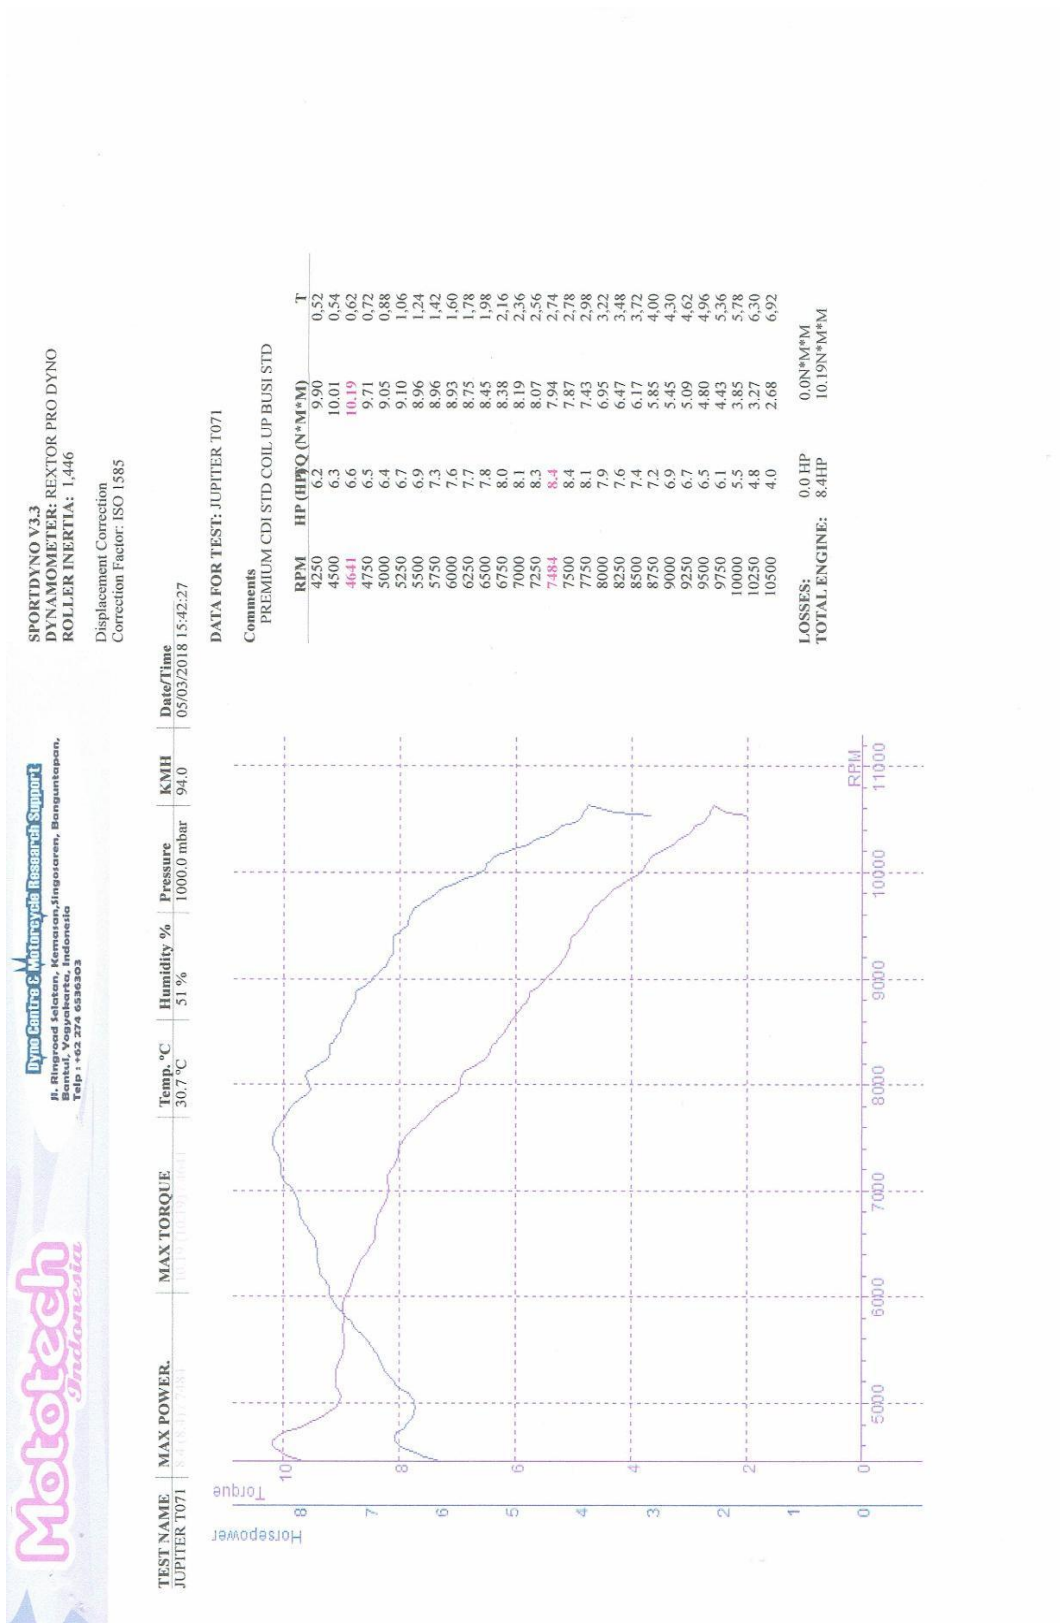 Mototech
Indonesia
Dyno Centre & Motorcycle Research Support
Jl. Ringroad Selatan, Kemasan,Singosaren, Banguntapan,
Bantul, Yogyakarta, Indonesia
Telp : +62 274 6536303
SPORTDYNO V3.3
DYNAMOMETER: REXTOR PRO DYNO
ROLLER INERTIA: 1,446
Displacement Correction
Correction Factor: ISO 1585
TEST NAME MAX POWER. MAX TORQUE Temp. ºC Humidity % Pressure KMH Date/Time
JUPITER T071 30.7 ºC 51 % 1000.0 mbar 94.0 05/03/2018 15:42:27
Horsepower
8
7
6
5
4
3
2
1
0
Torque
10
8
6
4
2
0
5000 6000 7000 8000 9000 10000 11000
RPM
DATA FOR TEST: JUPITER T071
Comments
PREMIUM CDI STD COIL UP BUSI STD
RPM HP (HP) TQ (N*M*M) T
4250 6.2 9.90 0,52
4500 6.3 10.01 0,54
4641 6.6 10.19 0,62
4750 6.5 9.71 0,72
5000 6.4 9.05 0,88
5250 6.7 9.10 1,06
5500 6.9 8.96 1,24
5750 7.3 8.96 1,42
6000 7.6 8.93 1,60
6250 7.7 8.75 1,78
6500 7.8 8.45 1,98
6750 8.0 8.38 2,16
7000 8.1 8.19 2,36
7250 8.3 8.07 2,56
7484 8.4 7.94 2,74
7500 8.4 7.87 2,78
7750 8.1 7.43 2,98
8000 7.9 6.95 3,22
8250 7.6 6.47 3,48
8500 7.4 6.17 3,72
8750 7.2 5.85 4,00
9000 6.9 5.45 4,30
9250 6.7 5.09 4,62
9500 6.5 4.80 4,96
9750 6.1 4.43 5,36
10000 5.5 3.85 5,78
10250 4.8 3.27 6,30
10500 4.0 2.68 6,92
LOSSES: 0.0 HP 0.0N*M*M
TOTAL ENGINE: 8.4HP 10.19N*M*M